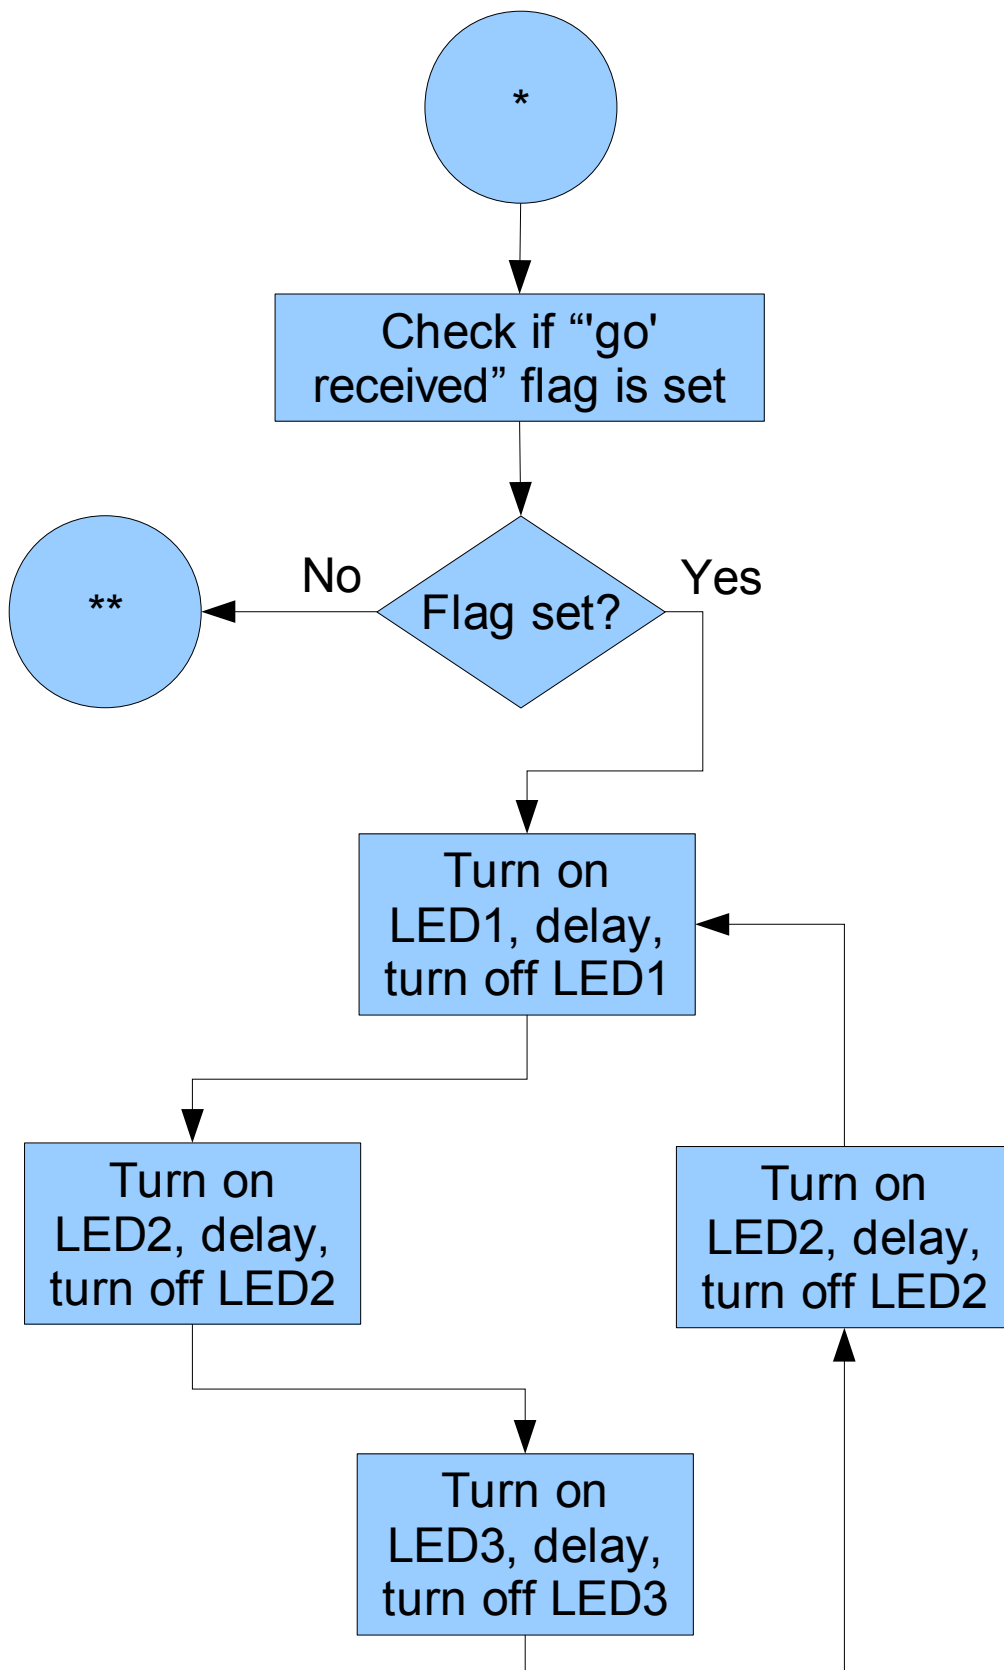 *
Check if “'go'
received” flag is set
No
Yes
**
Flag set?
Turn on
LED1, delay,
turn off LED1
Turn on
LED2, delay,
turn off LED2
Turn on
LED2, delay,
turn off LED2
Turn on
LED3, delay,
turn off LED3